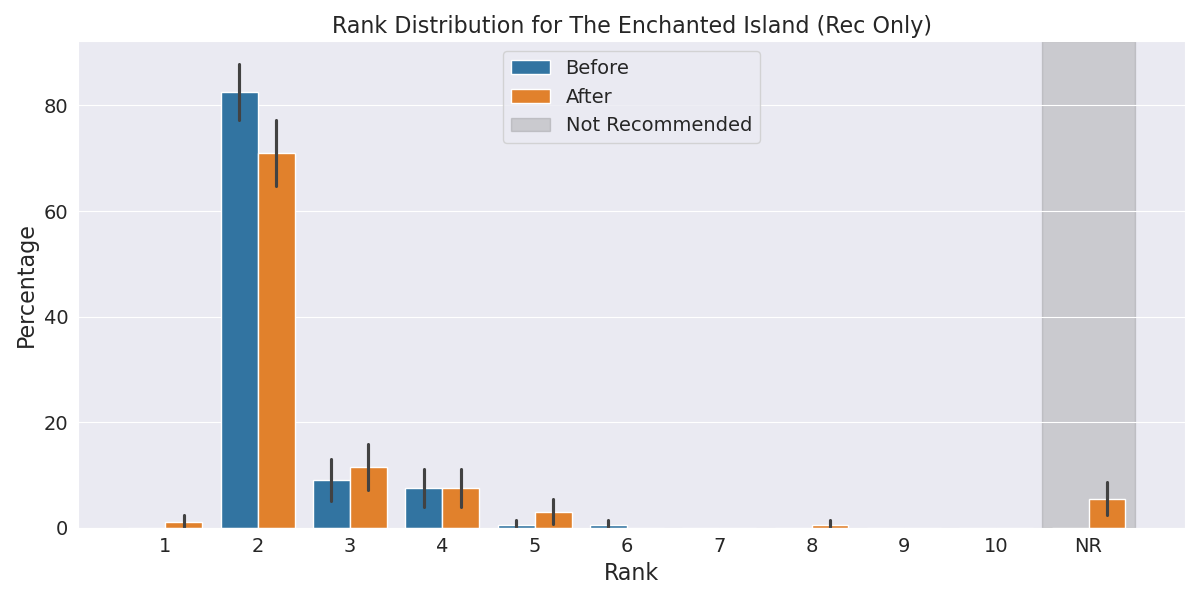 Rank Distribution for The Enchanted Island (Rec Only)
Before
After
Not Recommended
Percentage
80
60
40
20
0
1 2 3 4 5 6 7 8 9 10 NR
Rank